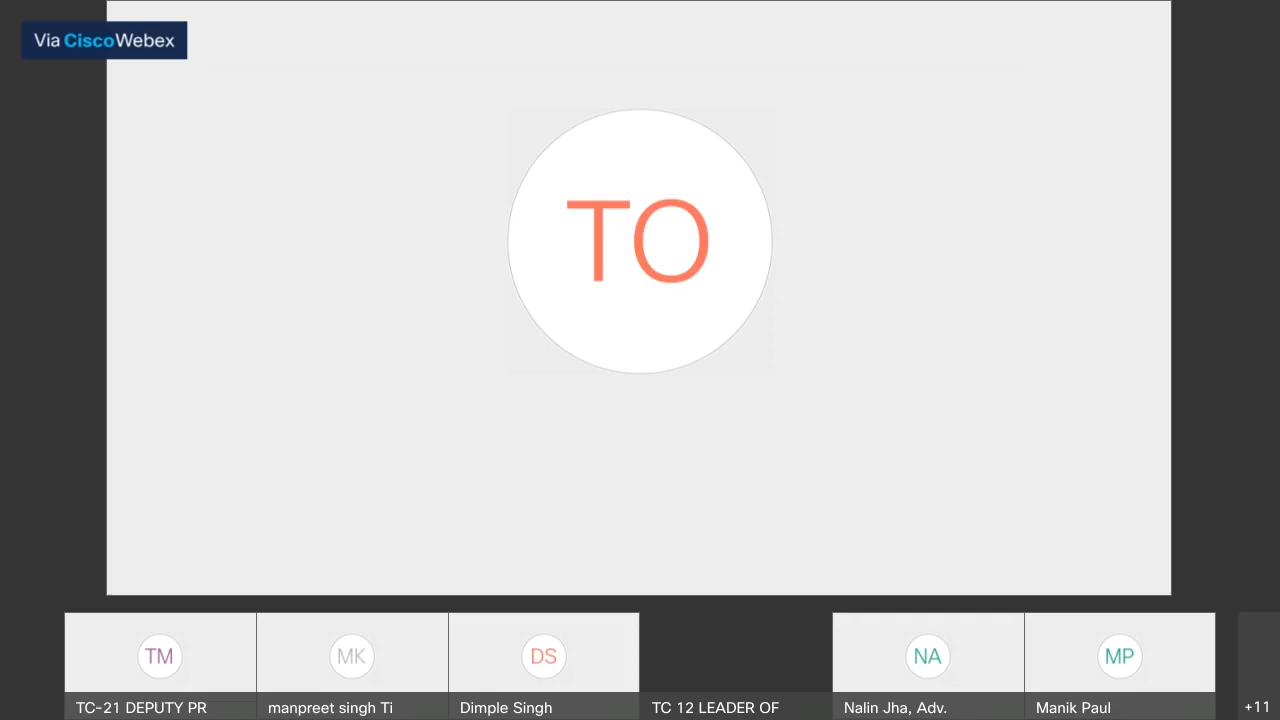 Via CiscoWebex
TO
TM
MK
DS
NA
MP
TC-21 DEPUTY PR
manpreet singh Ti
Dimple Singh
TC 12 LEADER OF
Nalin Jha, Adv.
Manik Paul
+11